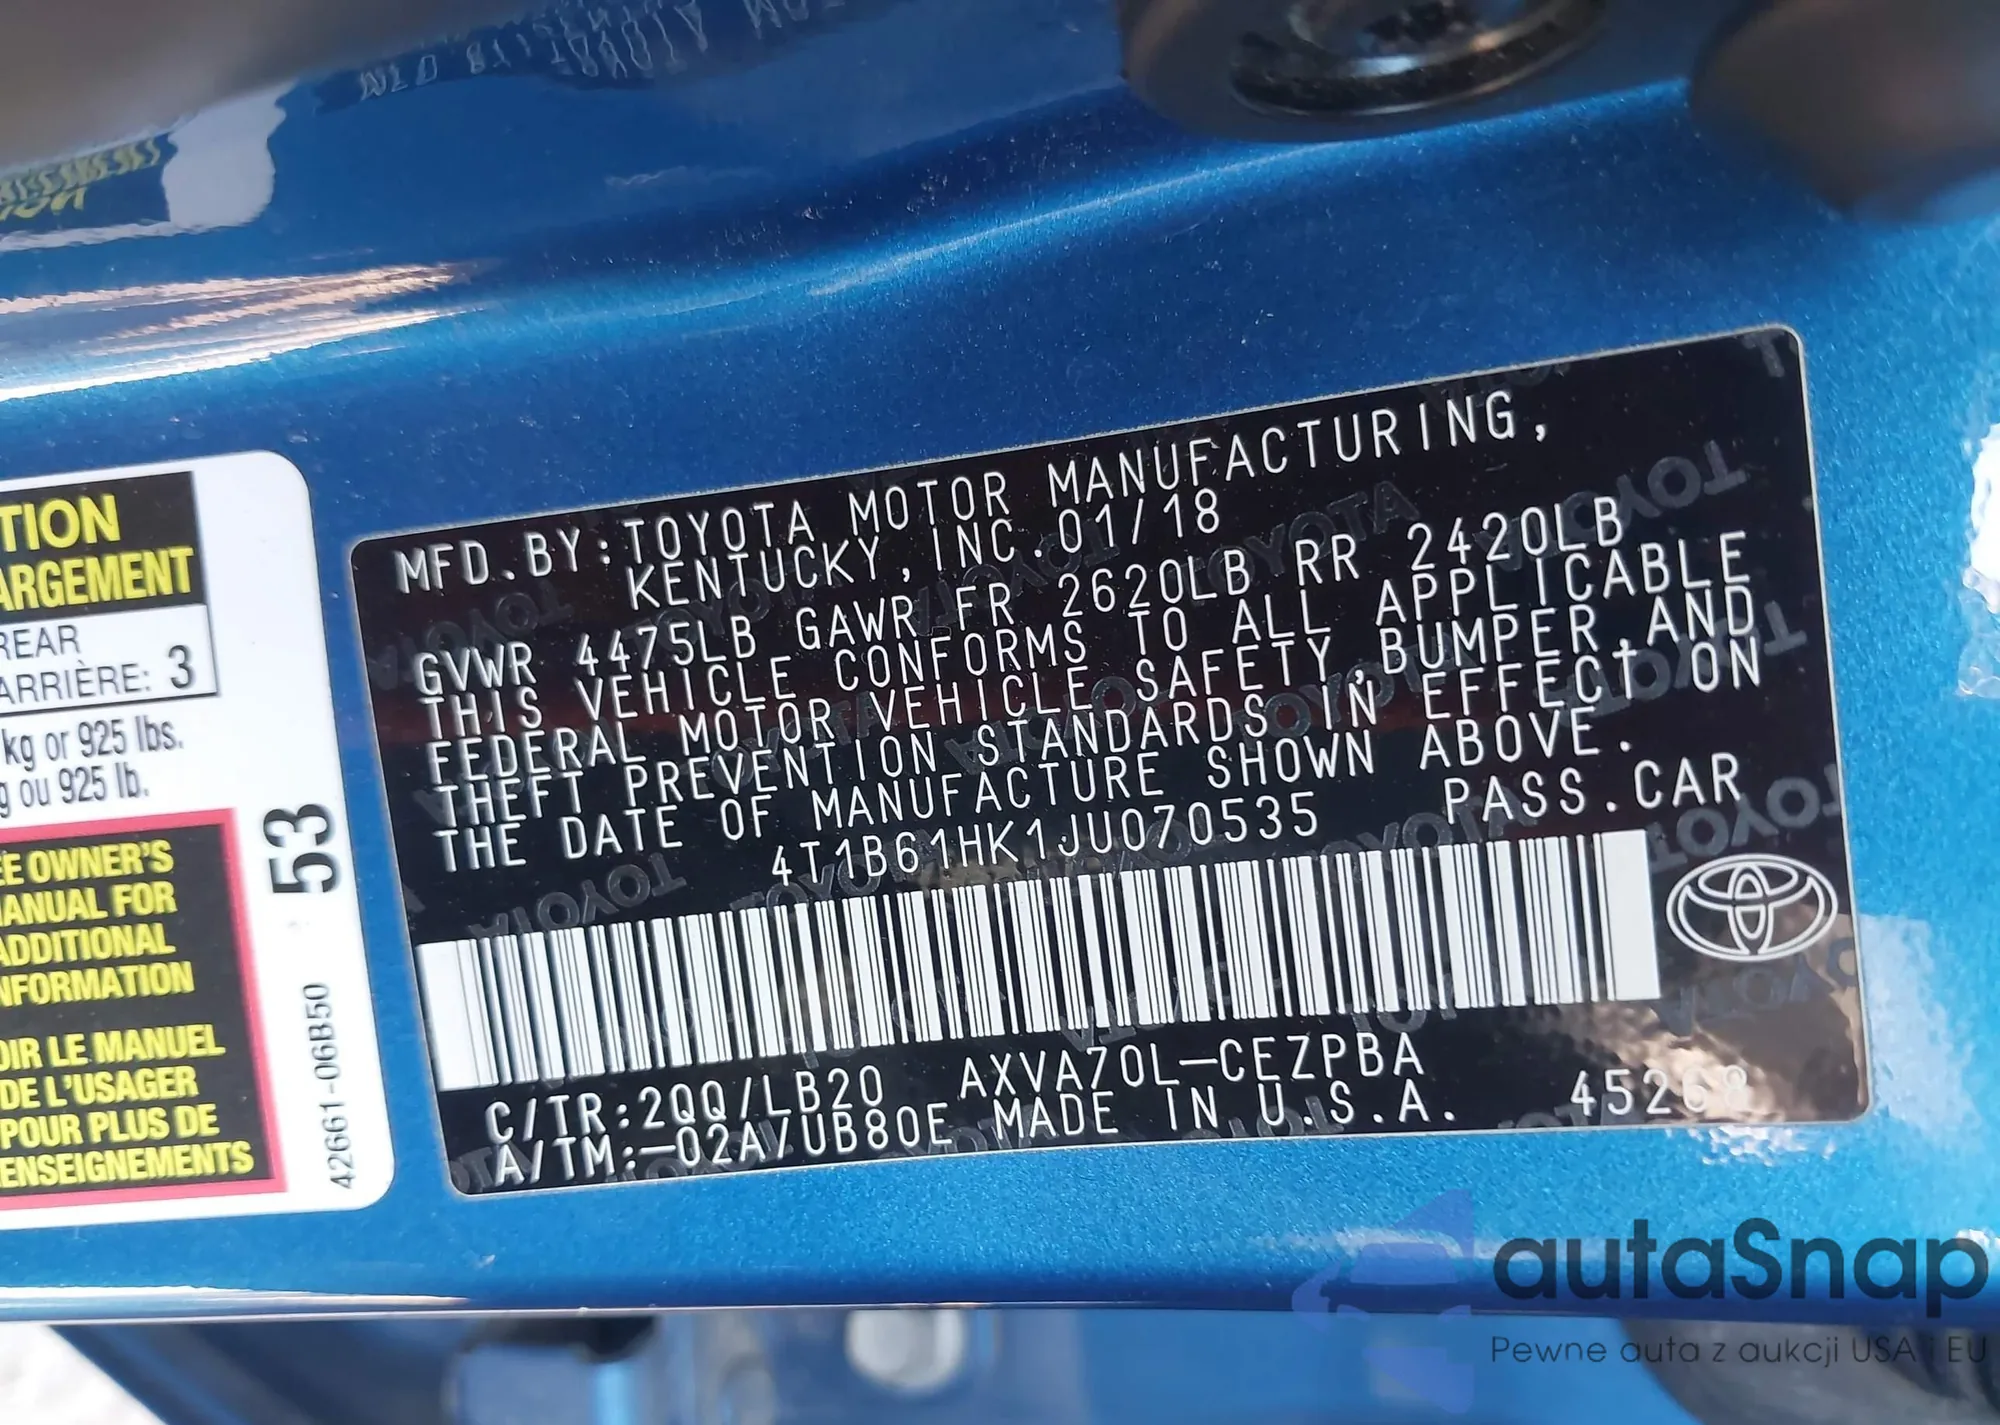 TION
ARGEMENT
REAR
ARRIÈRE: 3
kg or 925 lbs.
g ou 925 lb.
EE OWNER'S
MANUAL FOR
ADDITIONAL
INFORMATION
OIR LE MANUEL
DE L'USAGER
POUR PLUS DE
ENSEIGNEMENTS
53
42661-06B50
MFD.BY:TOYOTA MOTOR MANUFACTURING,
KENTUCKY,INC.01/18
GVWR 4475LB GAWR FR 2620LB RR 2420LB
THIS VEHICLE CONFORMS TO ALL APPLICABLE
FEDERAL MOTOR VEHICLE SAFETY,BUMPER,AND
THEFT PREVENTION STANDARDS IN EFFECT ON
THE DATE OF MANUFACTURE SHOWN ABOVE.
4T1B61HK1JU070535 PASS.CAR
C/TR:2QQ/LB20 AXVA70L-CEZPBA
A/TM:-02A/UB80E MADE IN U.S.A. 45268
autaSnap
Pewne auta z aukcji USA i EU